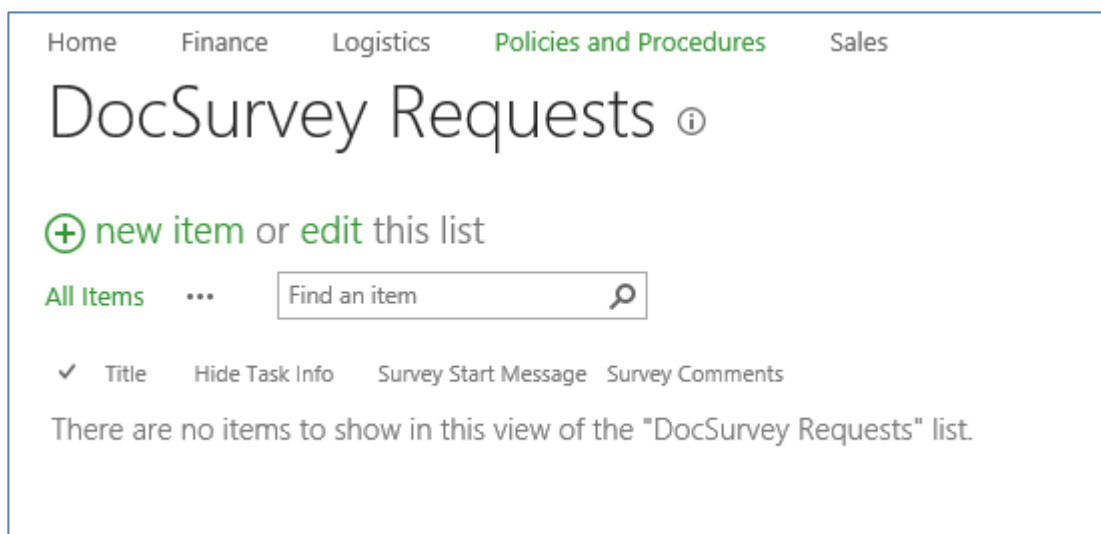 Home Finance Logistics Policies and Procedures Sales
DocSurvey Requests
new item or edit this list
All Items ••• Find an item
Title Hide Task Info Survey Start Message Survey Comments
There are no items to show in this view of the "DocSurvey Requests" list.